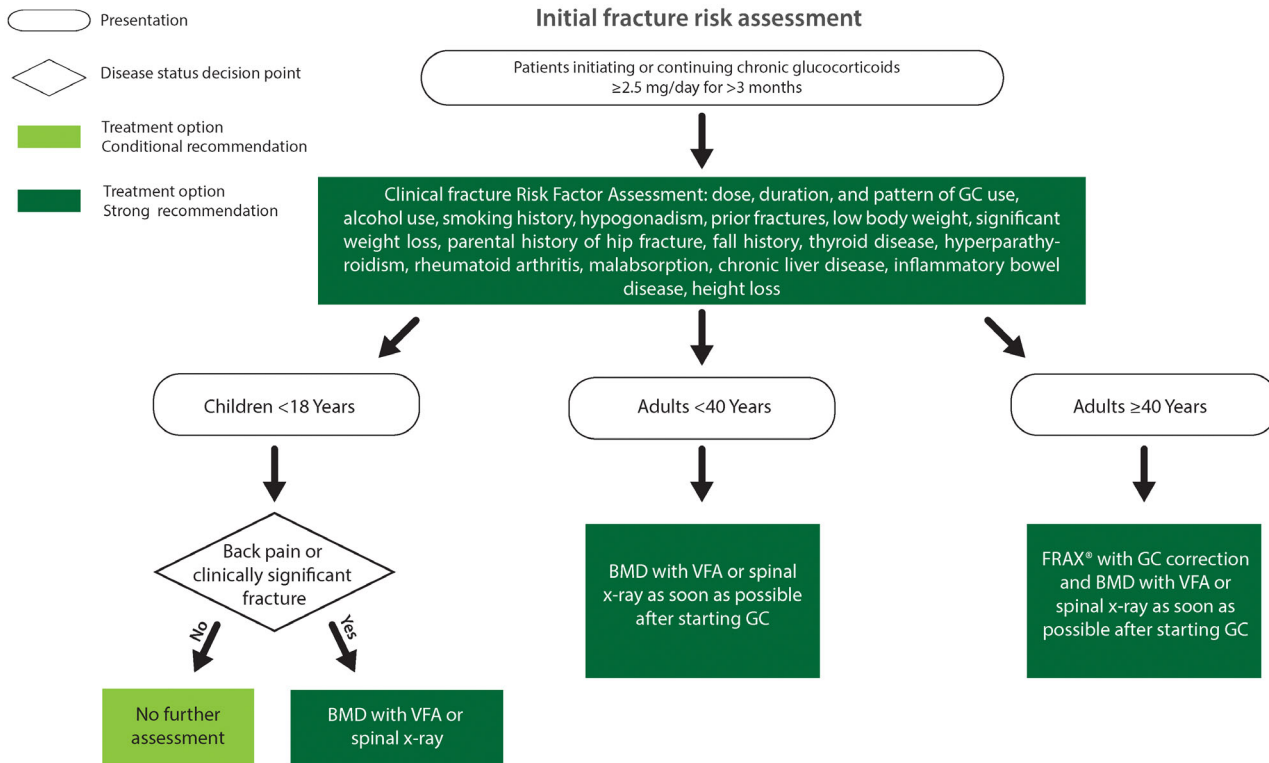 Initial fracture risk assessment
Presentation
Disease status decision point
Treatment option
Conditional recommendation
Treatment option
Strong recommendation
Patients initiating or continuing chronic glucocorticoids
≥2.5 mg/day for >3 months
Clinical fracture Risk Factor Assessment: dose, duration, and pattern of GC use,
alcohol use, smoking history, hypogonadism, prior fractures, low body weight, significant
weight loss, parental history of hip fracture, fall history, thyroid disease, hyperparathy-
roidism, rheumatoid arthritis, malabsorption, chronic liver disease, inflammatory bowel
disease, height loss
Children <18 Years
Adults <40 Years
Adults ≥40 Years
Back pain or
clinically significant
fracture
No
Yes
No further
assessment
BMD with VFA or
spinal x-ray
BMD with VFA or spinal
x-ray as soon as possible
after starting GC
FRAX® with GC correction
and BMD with VFA or
spinal x-ray as soon as
possible after starting GC